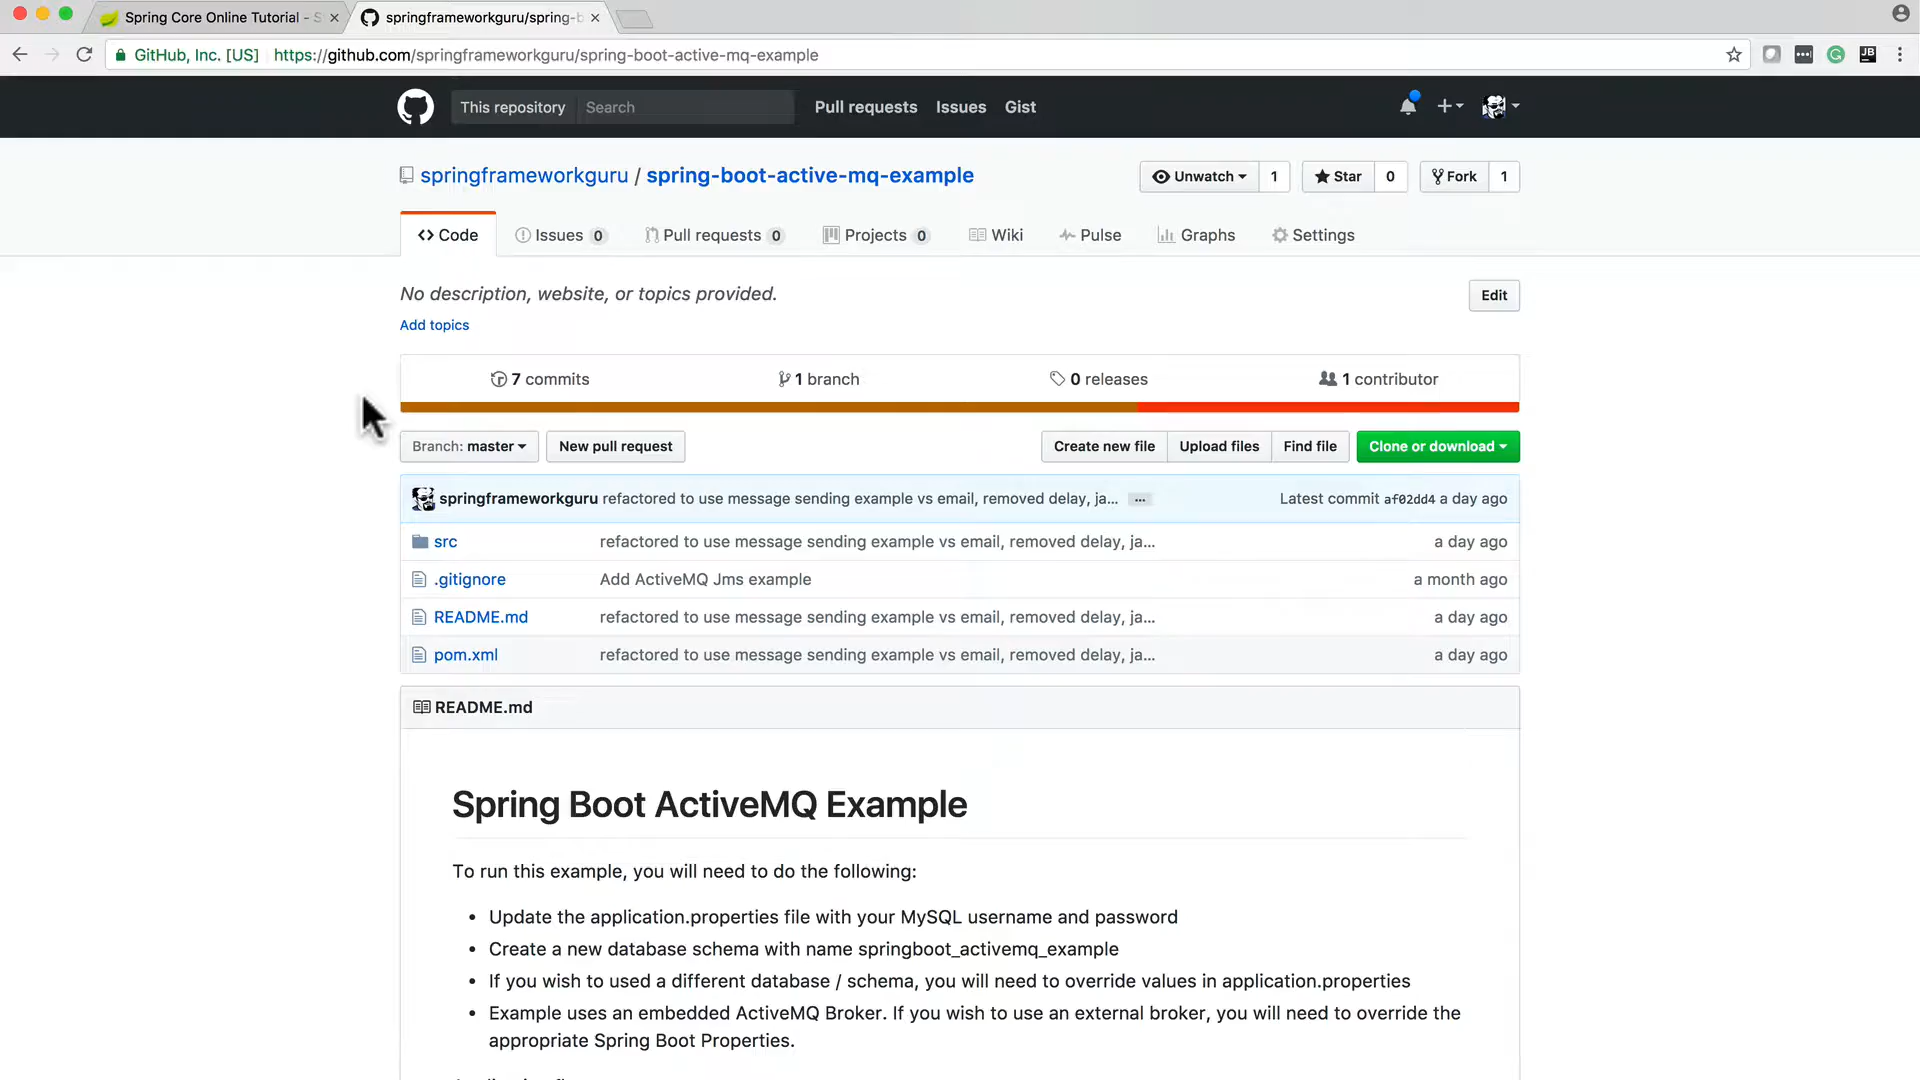 Spring Core Online Tutorial - S
springframeworkguru/spring-b
GitHub, Inc. [US] https://github.com/springframeworkguru/spring-boot-active-mq-example
JB
This repository Search Pull requests Issues Gist
springframeworkguru / spring-boot-active-mq-example
Unwatch 1 Star 0 Fork 1
Code Issues 0 Pull requests 0 Projects 0 Wiki Pulse Graphs Settings
No description, website, or topics provided.
Edit
Add topics
7 commits 1 branch 0 releases 1 contributor
Branch: master New pull request Create new file Upload files Find file Clone or download
springframeworkguru refactored to use message sending example vs email, removed delay, ja... ... Latest commit af02dd4 a day ago
src refactored to use message sending example vs email, removed delay, ja... a day ago
.gitignore Add ActiveMQ Jms example a month ago
README.md refactored to use message sending example vs email, removed delay, ja... a day ago
pom.xml refactored to use message sending example vs email, removed delay, ja... a day ago
README.md
Spring Boot ActiveMQ Example
To run this example, you will need to do the following:
• Update the application.properties file with your MySQL username and password
• Create a new database schema with name springboot_activemq_example
• If you wish to used a different database / schema, you will need to override values in application.properties
• Example uses an embedded ActiveMQ Broker. If you wish to use an external broker, you will need to override the
appropriate Spring Boot Properties.